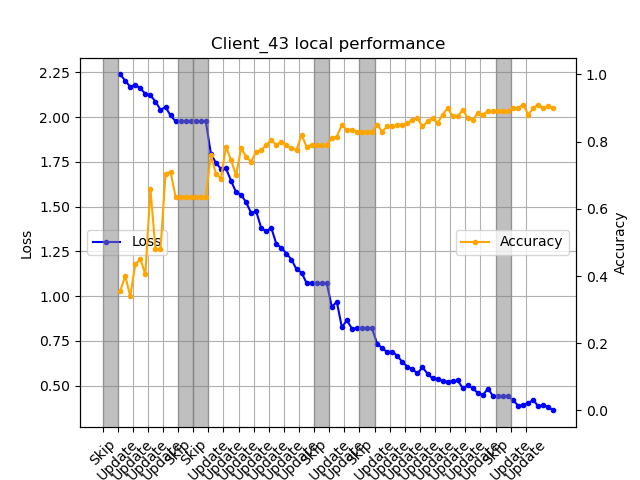 Client_43 local performance
2.25
2.00
1.75
1.50
1.25
1.00
0.75
0.50
Loss
1.0
0.8
0.6
0.4
0.2
0.0
Accuracy
Loss
Accuracy
Skip
Update
Update
Update
Update
Skip
Skip
Update
Update
Update
Update
Update
Update
Update
Skip
Update
Update
Skip
Update
Update
Update
Update
Update
Update
Update
Update
Skip
Update
Update